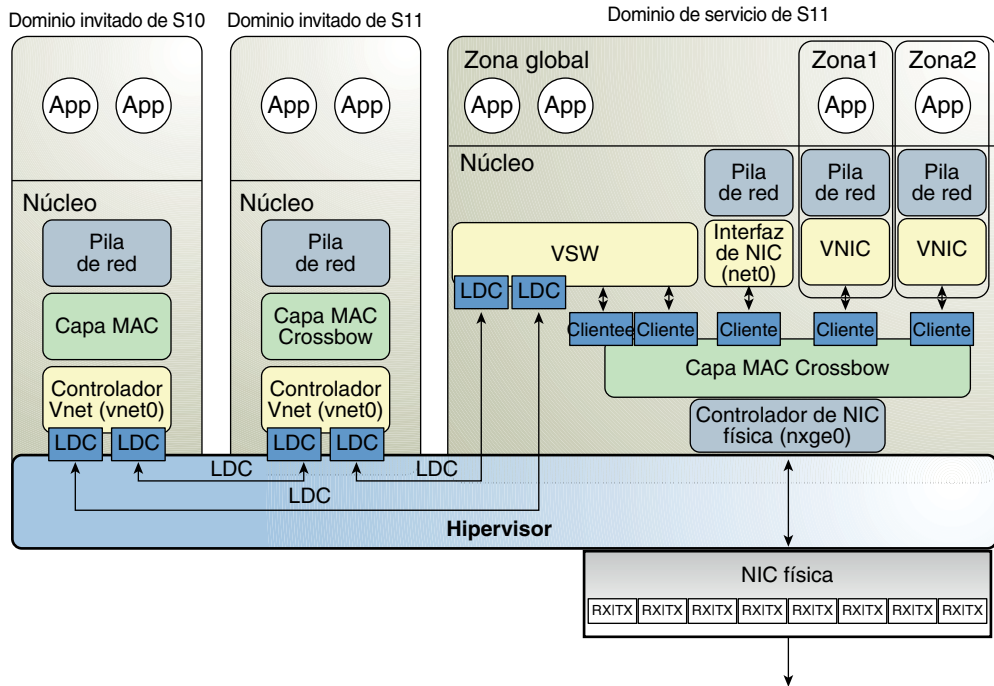 Dominio invitado de S10
Dominio invitado de S11
Dominio de servicio de S11
App
App
Núcleo
Pila
de red
Capa MAC
Controlador
Vnet (vnet0)
LDC
LDC
App
App
Núcleo
Pila
de red
Capa MAC
Crossbow
Controlador
Vnet (vnet0)
LDC
LDC
Zona global
App
App
Zona1
App
Zona2
App
Núcleo
Pila
de red
Pila
de red
Pila
de red
VSW
Interfaz
de NIC
(net0)
VNIC
VNIC
LDC
LDC
Clientee
Cliente
Cliente
Cliente
Cliente
Capa MAC Crossbow
Controlador de NIC
física (nxge0)
LDC
LDC
LDC
Hipervisor
NIC física
RX|TX
RX|TX
RX|TX
RX|TX
RX|TX
RX|TX
RX|TX
RX|TX